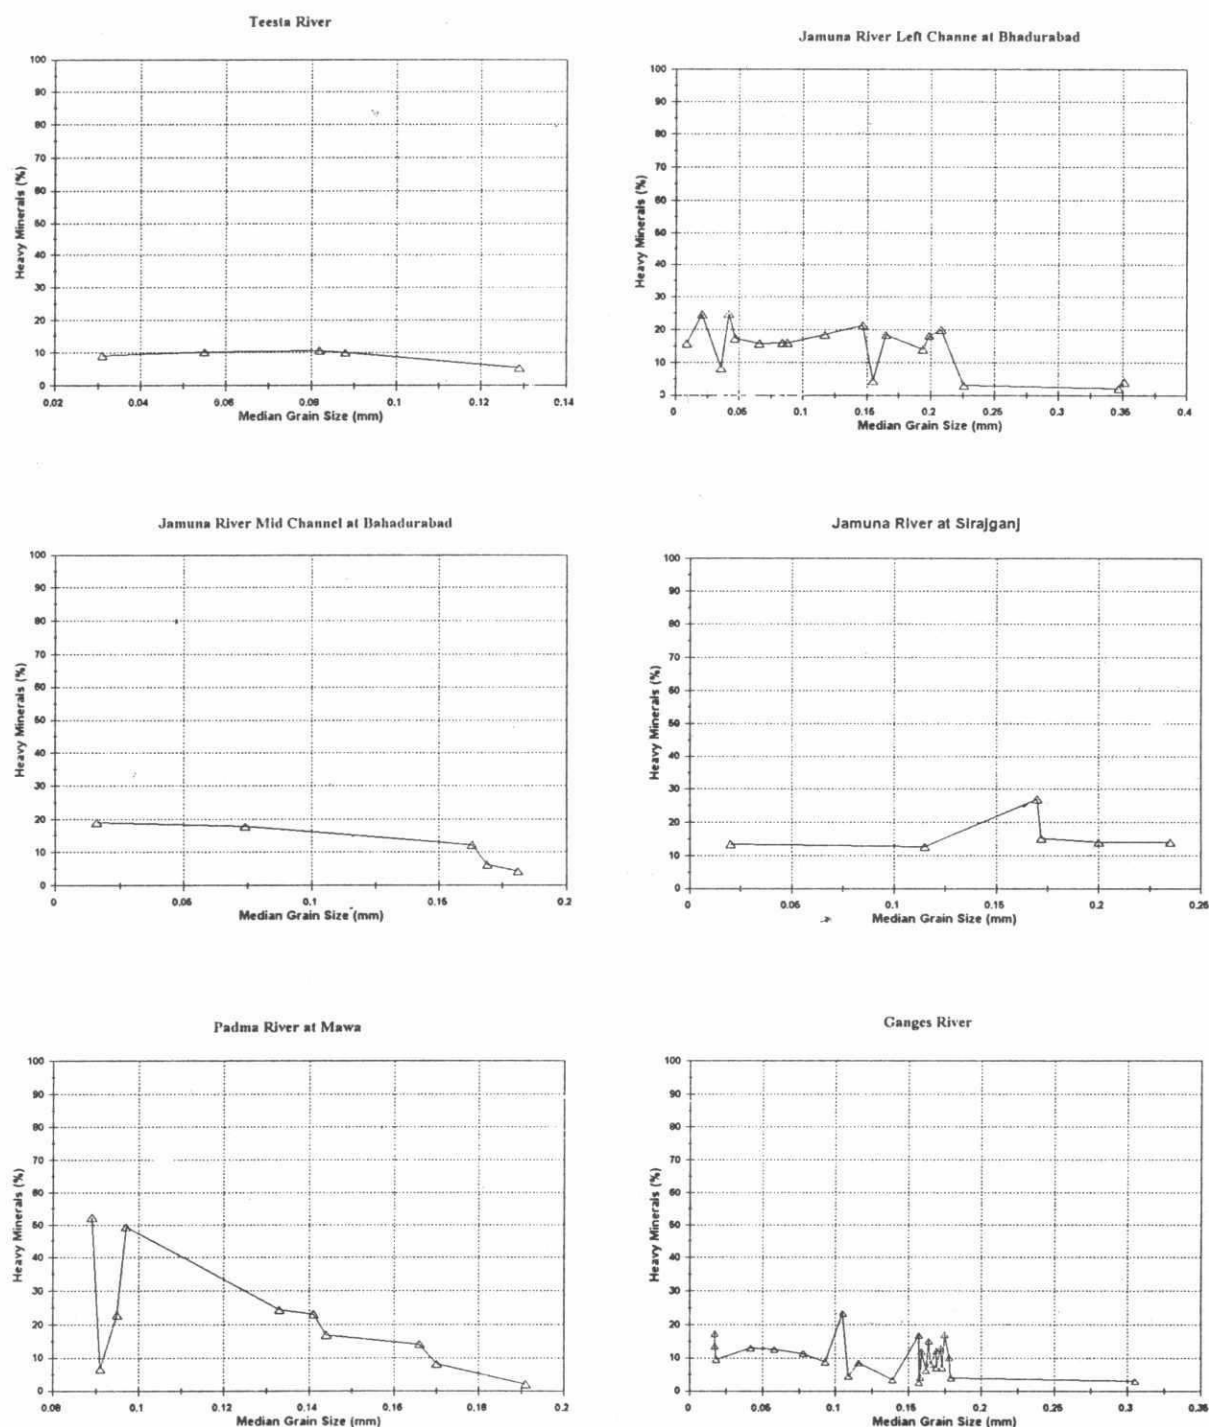 Teesta River
100
90
80
70
60
50
40
30
20
10
0
Heavy Minerals (%)
0.02 0.04 0.06 0.08 0.1 0.12 0.14
Median Grain Size (mm)
Jamuna River Left Channe at Bhadurabad
100
90
80
70
60
50
40
30
20
10
0
Heavy Minerals (%)
0 0.05 0.1 0.15 0.2 0.25 0.3 0.35 0.4
Median Grain Size (mm)
Jamuna River Mid Channel at Bahadurabad
100
90
80
70
60
50
40
30
20
10
0
Heavy Minerals (%)
0 0.05 0.1 0.15 0.2
Median Grain Size (mm)
Jamuna River at Sirajganj
100
90
80
70
60
50
40
30
20
10
0
Heavy Minerals (%)
0 0.05 0.1 0.15 0.2 0.25
Median Grain Size (mm)
Padma River at Mawa
100
90
80
70
60
50
40
30
20
10
0
Heavy Minerals (%)
0.08 0.1 0.12 0.14 0.16 0.18 0.2
Median Grain Size (mm)
Ganges River
100
90
80
70
60
50
40
30
20
10
0
Heavy Minerals (%)
0 0.05 0.1 0.15 0.2 0.25 0.3 0.35
Median Grain Size (mm)